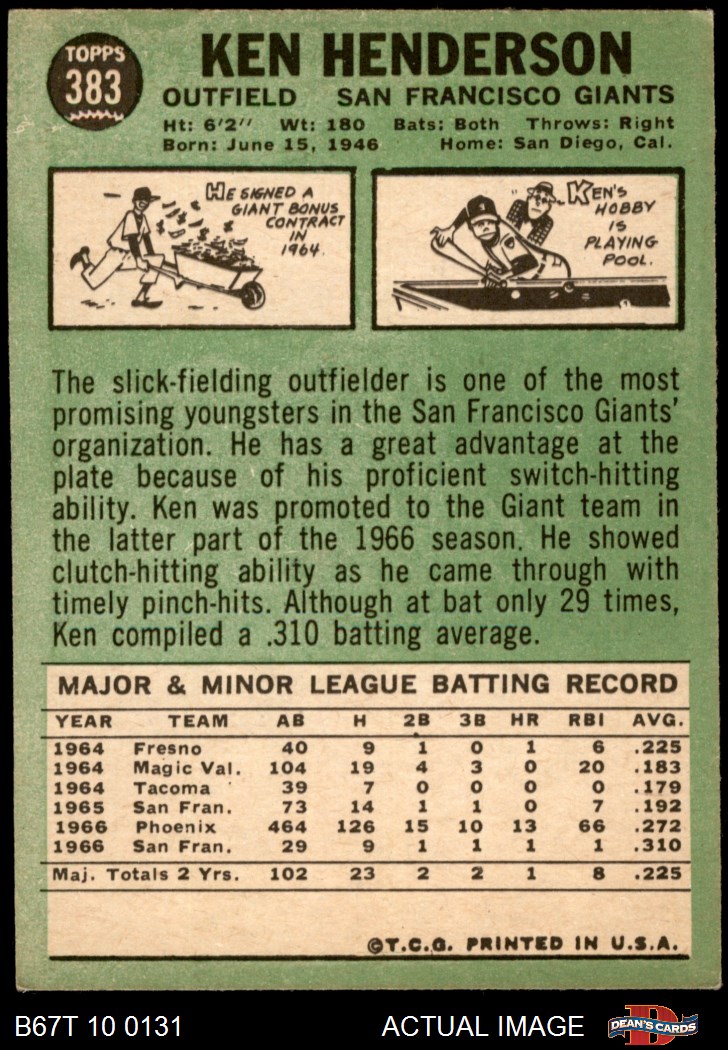 TOPPS
383
KEN HENDERSON
OUTFIELD SAN FRANCISCO GIANTS
Ht: 6'2" Wt: 180 Bats: Both Throws: Right
Born: June 15, 1946 Home: San Diego, Cal.
HE SIGNED A
GIANT BONUS
CONTRACT
IN
1964.
KEN'S
HOBBY
IS
PLAYING
POOL.
The slick-fielding outfielder is one of the most
promising youngsters in the San Francisco Giants'
organization. He has a great advantage at the
plate because of his proficient switch-hitting
ability. Ken was promoted to the Giant team in
the latter part of the 1966 season. He showed
clutch-hitting ability as he came through with
timely pinch-hits. Although at bat only 29 times,
Ken compiled a .310 batting average.
MAJOR & MINOR LEAGUE BATTING RECORD
YEAR TEAM AB H 2B 3B HR RBI AVG.
1964 Fresno 40 9 1 0 1 6 .225
1964 Magic Val. 104 19 4 3 0 20 .183
1964 Tacoma 39 7 0 0 0 0 .179
1965 San Fran. 73 14 1 1 0 7 .192
1966 Phoenix 464 126 15 10 13 66 .272
1966 San Fran. 29 9 1 1 1 1 .310
Maj. Totals 2 Yrs. 102 23 2 2 1 8 .225
©T.C.G. PRINTED IN U.S.A.
B67T 10 0131 ACTUAL IMAGE
DEAN'S CARDS